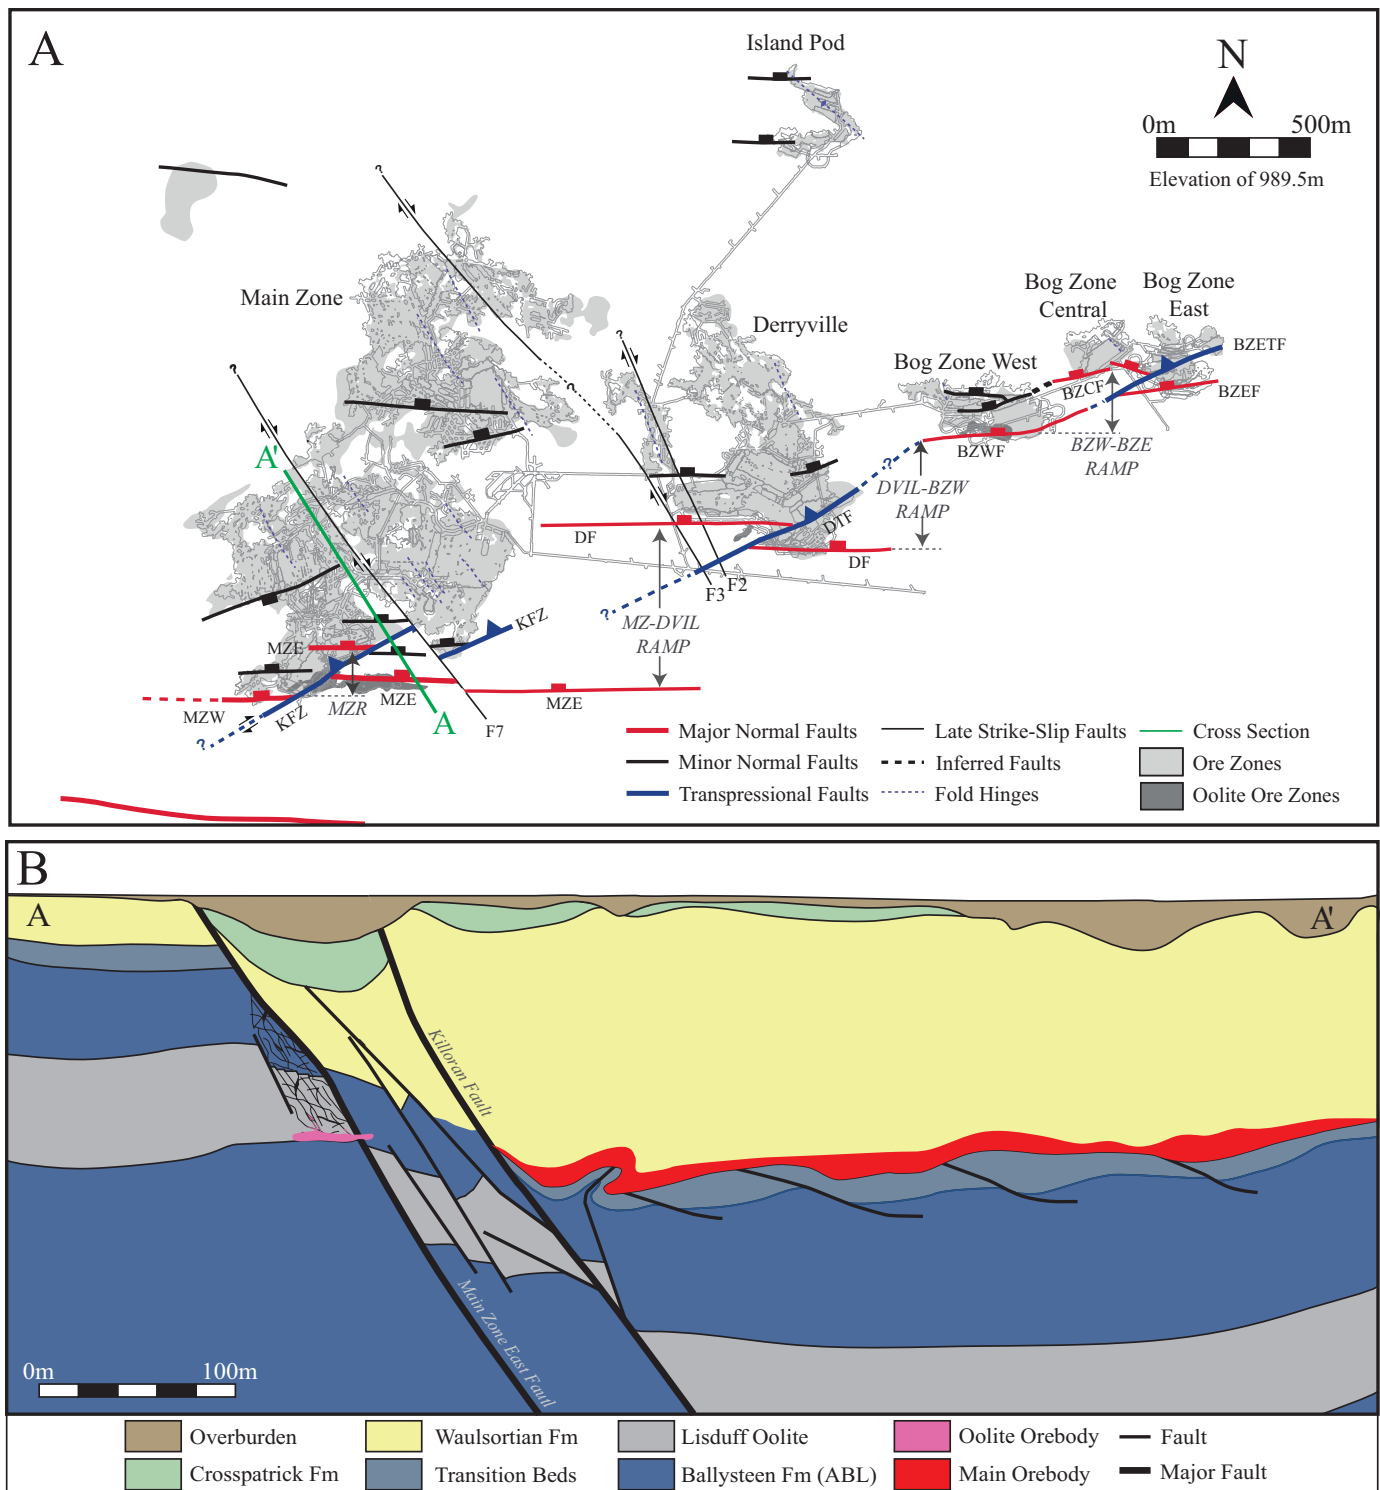 A
Island Pod
N
0m 500m
Elevation of 989.5m
?
Main Zone
Bog Zone
Central
Bog Zone
East
Derryville
?
BZETF
Bog Zone West
?
?
BZCF
BZEF
A'
BZWF
BZW-BZE
RAMP
?
DVIL-BZW
RAMP
DTF
DF
DF
F3
F2
?
KFZ
MZ-DVIL
RAMP
MZE
MZE
MZE
MZR
MZW
KFZ
A
F7
?
Major Normal Faults
Late Strike-Slip Faults
Cross Section
Minor Normal Faults
Inferred Faults
Ore Zones
Transpressional Faults
Fold Hinges
Oolite Ore Zones
B
A
A'
Killoran Fault
Main Zone East Fautl
0m 100m
Overburden
Waulsortian Fm
Lisduff Oolite
Oolite Orebody
Fault
Crosspatrick Fm
Transition Beds
Ballysteen Fm (ABL)
Main Orebody
Major Fault